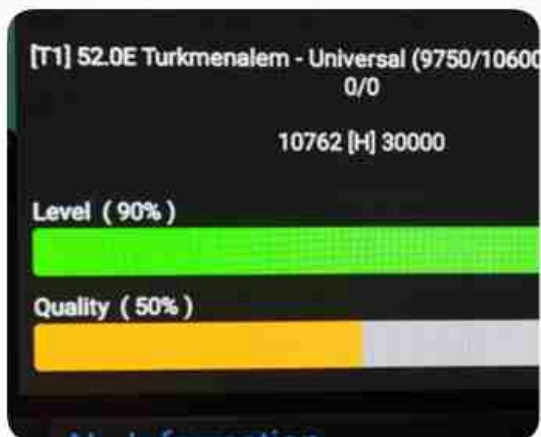 [T1] 52.0E Turkmenalem - Universal (9750/10600
0/0
10762 [H] 30000
Level ( 90% )
Quality ( 50% )